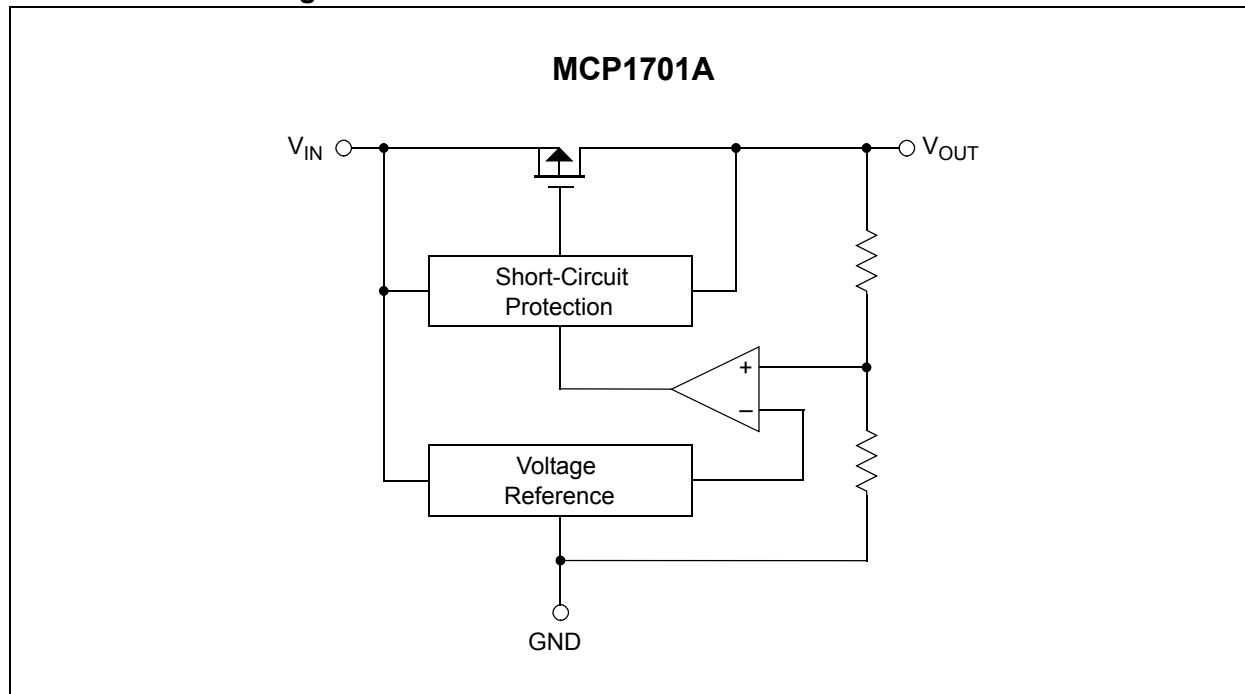 MCP1701A
VIN
VOUT
Short-Circuit
Protection
+
–
Voltage
Reference
GND